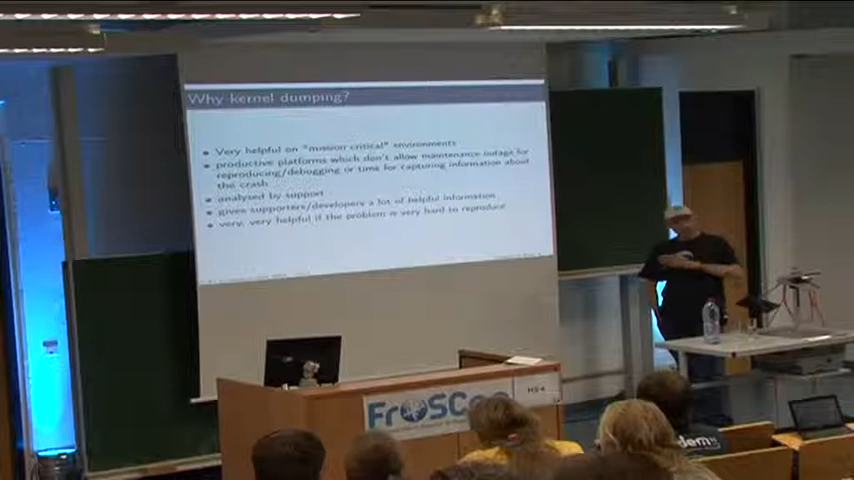 Why kernel dumping?
Very helpful on "mission critical" environments
productive platforms which don't allow maintenance outage for
reproducing/debugging or time for capturing information about
the crash
analysed by support
gives supporters/developers a lot of helpful information
very, very helpful if the problem is very hard to reproduce
FrOSCon
HS 4